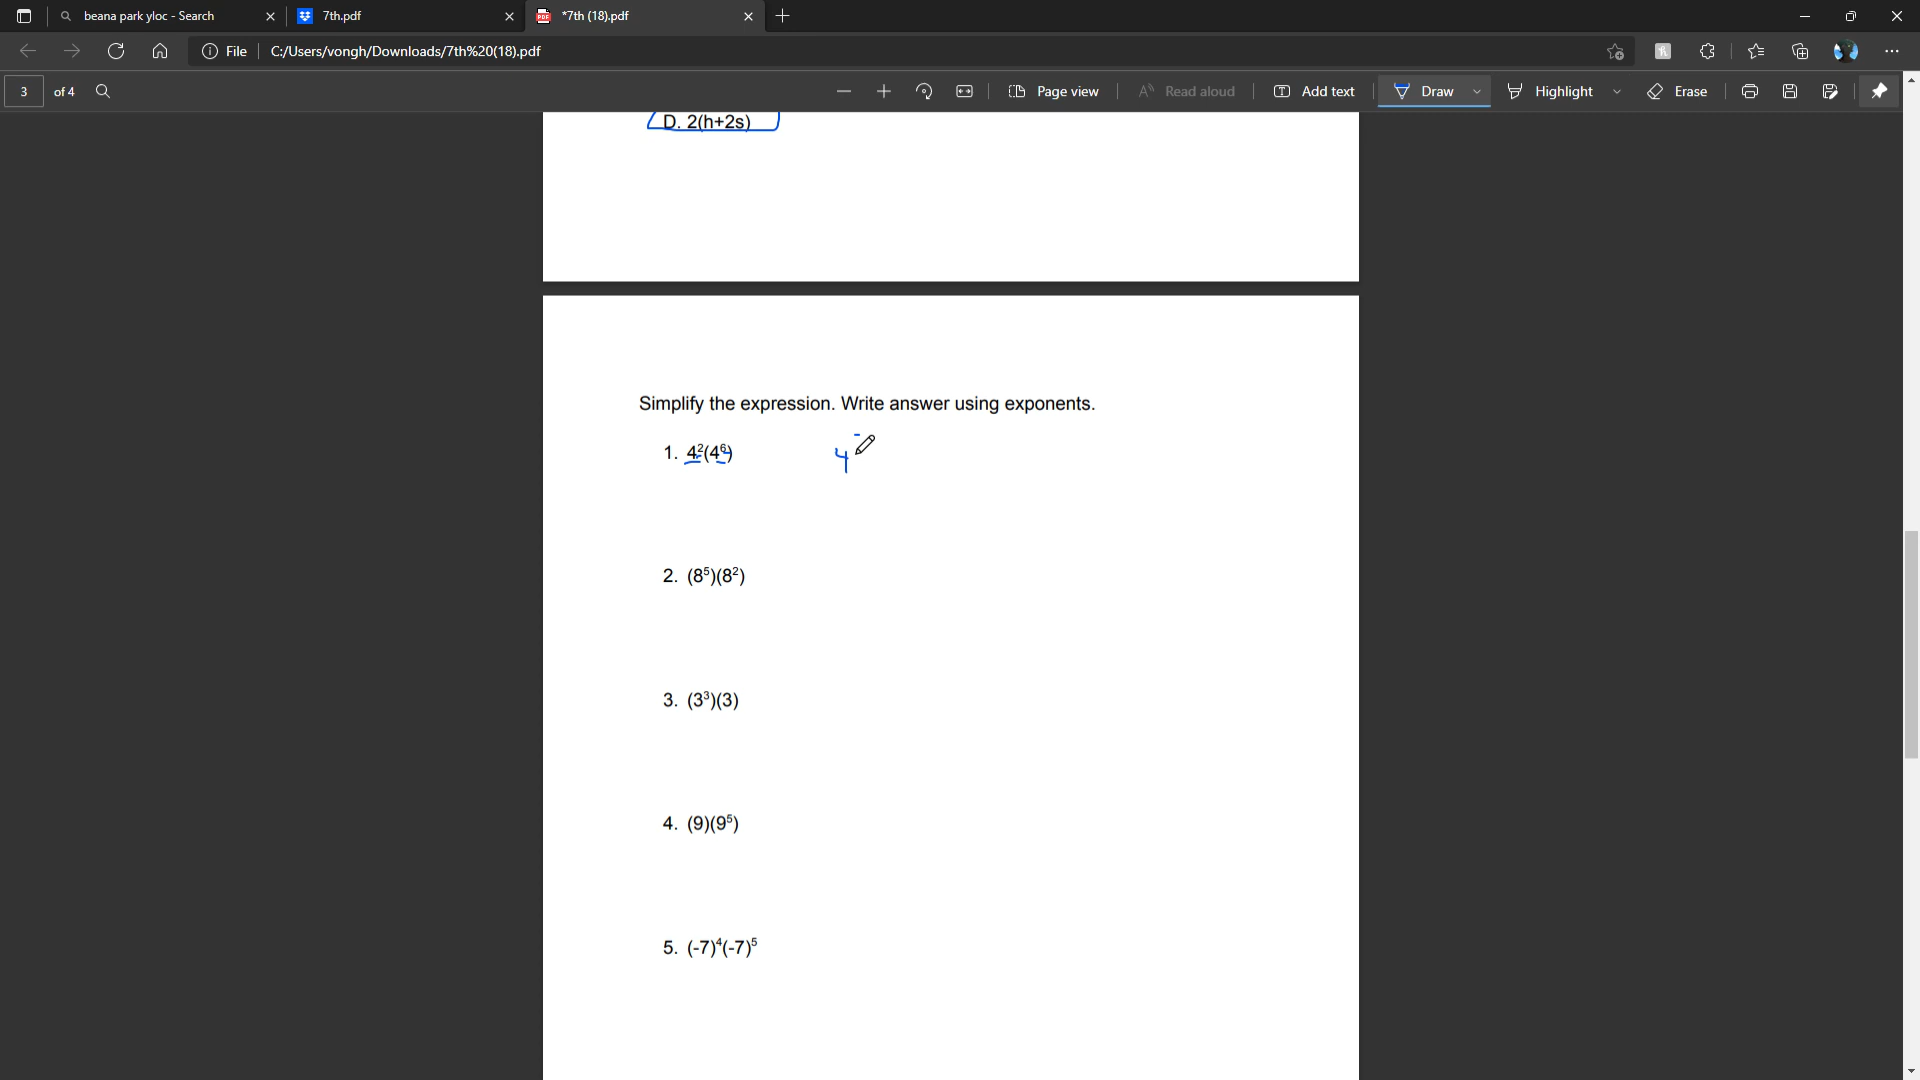 beana park yloc - Search
7th.pdf
*7th (18).pdf
File
C:/Users/vongh/Downloads/7th%20(18).pdf
3 of 4
Page view
Read aloud
Add text
Draw
Highlight
Erase
D. 2(h+2s)
Simplify the expression. Write answer using exponents.
1. 4²(4⁶) 4
2. (8⁵)(8²)
3. (3³)(3)
4. (9)(9⁵)
5. (-7)⁴(-7)⁵